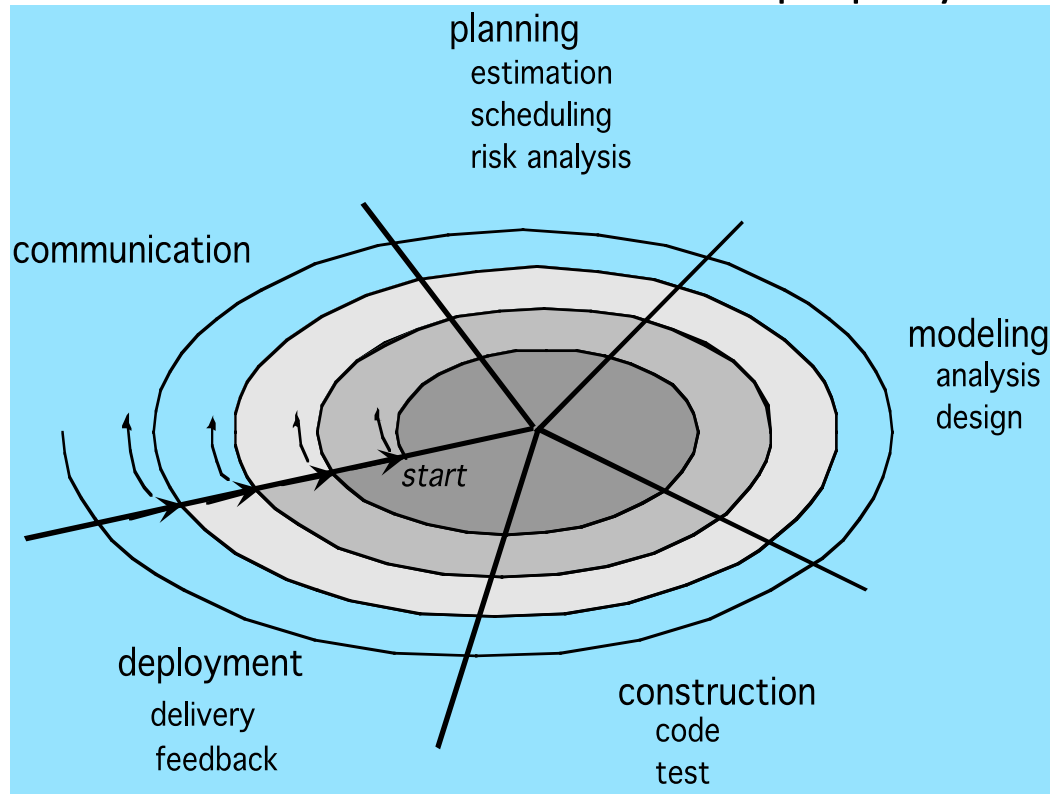 planning
estimation
scheduling
risk analysis
communication
modeling
analysis
design
start
deployment
delivery
feedback
construction
code
test